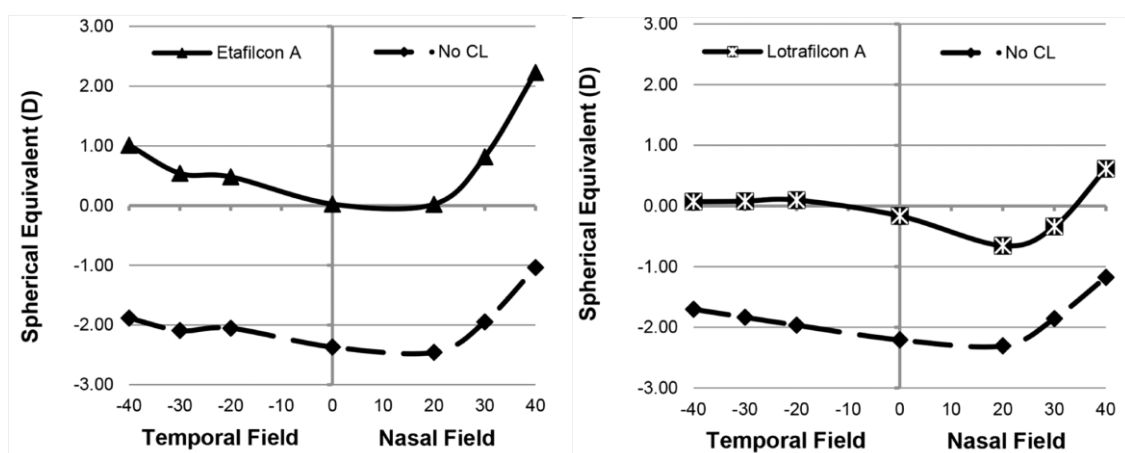 3.00
Etafilcon A
No CL
2.00
1.00
0.00
-1.00
-2.00
-3.00
Spherical Equivalent (D)
-40 -30 -20 -10 0 10 20 30 40
Temporal Field Nasal Field
3.00
Lotrafilcon A
No CL
2.00
1.00
0.00
-1.00
-2.00
-3.00
Spherical Equivalent (D)
-40 -30 -20 -10 0 10 20 30 40
Temporal Field Nasal Field